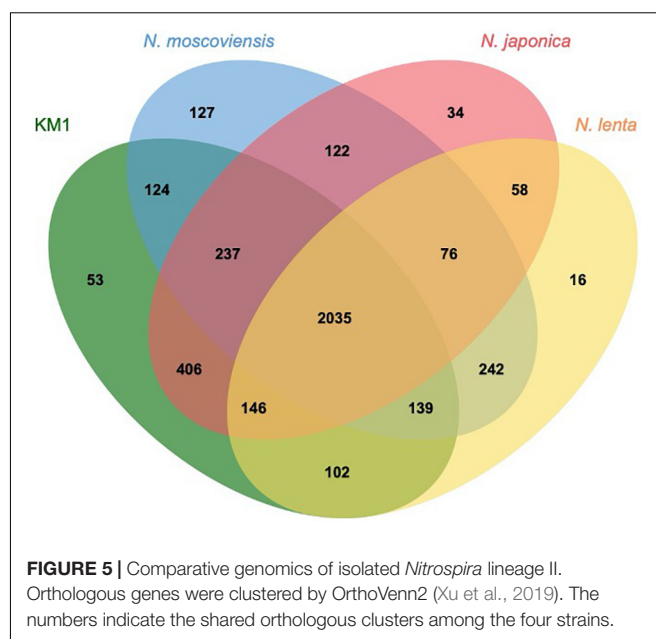 N. moscoviensis
N. japonica
KM1
N. lenta
127
34
122
124
58
237
76
53
16
2035
406
242
146
139
102
FIGURE 5 | Comparative genomics of isolated Nitrospira lineage II.
Orthologous genes were clustered by OrthoVenn2 (Xu et al., 2019). The
numbers indicate the shared orthologous clusters among the four strains.